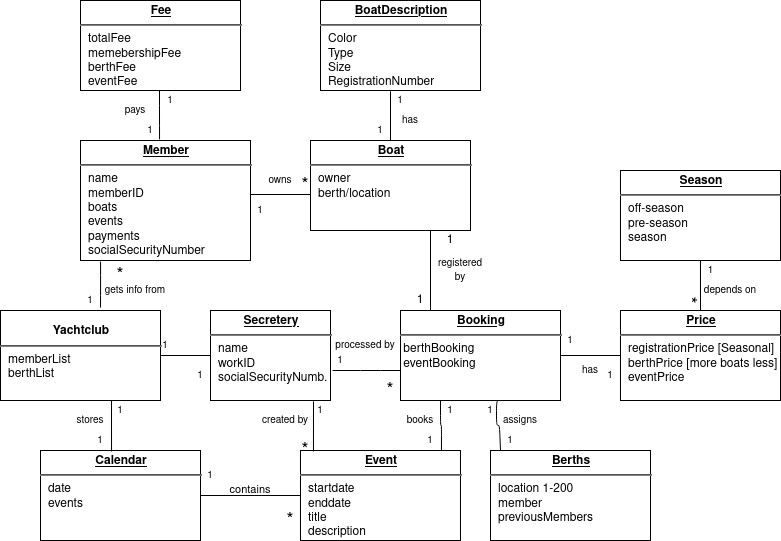 Fee
totalFee
memebershipFee
berthFee
eventFee
BoatDescription
Color
Type
Size
RegistrationNumber
1
pays
1
1
has
1
Member
name
memberID
boats
events
payments
socialSecurityNumber
owns
*
1
Boat
owner
berth/location
Season
off-season
pre-season
season
*
gets info from
1
1
registered
by
1
1
depends on
*
Yachtclub
memberList
berthList
1
1
Secretery
name
workID
socialSecurityNumb.
processed by
1
*
Booking
berthBooking
eventBooking
1
has
1
Price
registrationPrice [Seasonal]
berthPrice [more boats less]
eventPrice
1
stores
1
1
created by
*
1
books
1
1
assigns
1
Calendar
date
events
1
contains
*
Event
startdate
enddate
title
description
Berths
location 1-200
member
previousMembers